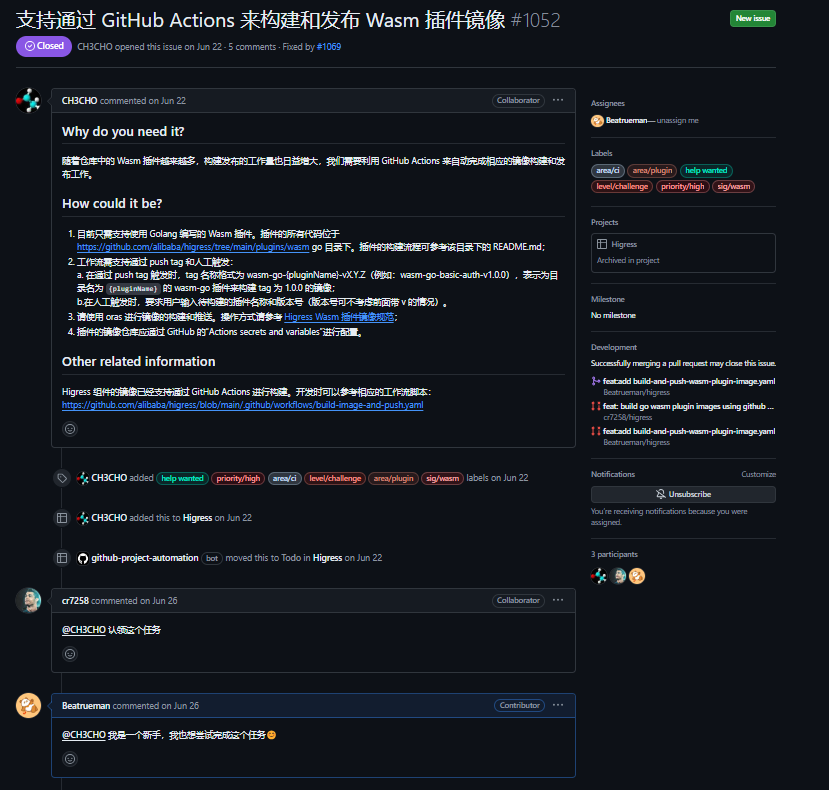 支持通过 GitHub Actions 来构建和发布 Wasm 插件镜像 #1052
New issue
Closed CH3CHO opened this issue on Jun 22 · 5 comments · Fixed by #1069
CH3CHO commented on Jun 22
Collaborator
Why do you need it?
随着仓库中的 Wasm 插件越来越多，构建发布的工作量也日益增大，我们需要利用 GitHub Actions 来自动完成相应的镜像构建和发
布工作。
How could it be?
1. 目前只需支持使用 Golang 编写的 Wasm 插件。插件的所有代码位于
https://github.com/alibaba/higress/tree/main/plugins/wasm go 目录下。插件的构建流程可参考该目录下的 README.md；
2. 工作流需支持通过 push tag 和人工触发：
a. 在通过 push tag 触发时，tag 名称格式为 wasm-go-{pluginName}-vX.Y.Z（例如：wasm-go-basic-auth-v1.0.0），表示为目
录名为 {pluginName} 的 wasm-go 插件来构建 tag 为 1.0.0 的镜像；
b.在人工触发时，要求用户输入待构建的插件名称和版本号（版本号可不考虑前面带 v 的情况）。
3. 请使用 oras 进行镜像的构建和推送。操作方式请参考 Higress Wasm 插件镜像规范；
4. 插件的镜像仓库应通过 GitHub 的“Actions secrets and variables”进行配置。
Other related information
Higress 组件的镜像已经支持通过 GitHub Actions 进行构建。开发时可以参考相应的工作流脚本：
https://github.com/alibaba/higress/blob/main/.github/workflows/build-image-and-push.yaml
CH3CHO added help wanted priority/high area/ci level/challenge area/plugin sig/wasm labels on Jun 22
CH3CHO added this to Higress on Jun 22
github-project-automation bot moved this to Todo in Higress on Jun 22
cr7258 commented on Jun 26
Collaborator
@CH3CHO 认领这个任务
Beatrueman commented on Jun 26
Contributor
@CH3CHO 我是一个新手，我也想尝试完成这个任务😊
Assignees
Beatrueman— unassign me
Labels
area/ci area/plugin help wanted
level/challenge priority/high sig/wasm
Projects
Higress
Archived in project
Milestone
No milestone
Development
Successfully merging a pull request may close this issue.
feat:add build-and-push-wasm-plugin-image.yaml
Beatrueman/higress
feat: build go wasm plugin images using github ...
cr7258/higress
feat:add build-and-push-wasm-plugin-image.yaml
Beatrueman/higress
Notifications
Customize
Unsubscribe
You're receiving notifications because you were
assigned.
3 participants